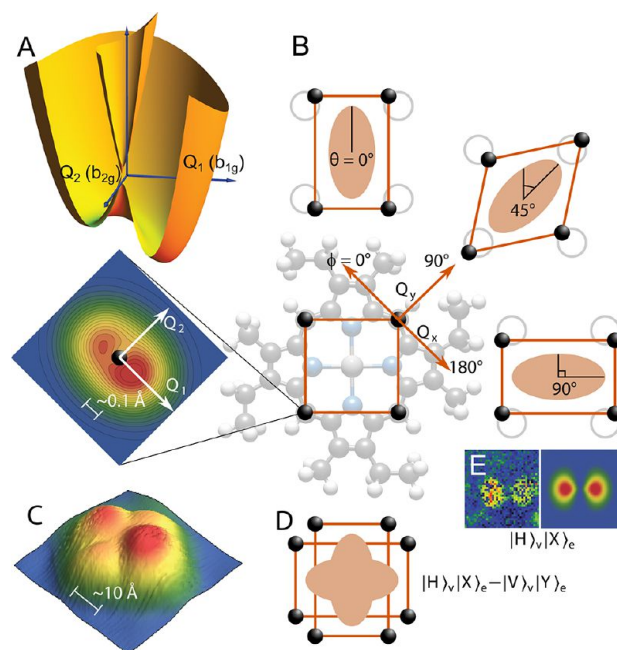 A
Q₂ (b₂g)
Q₁ (b₁g)
Q₂
Q₁
~0.1 Å
B
θ = 0°
45°
ϕ = 0°
90°
Qy
Qx
180°
90°
C
~10 Å
D
|H⟩ᵥ|X⟩ₑ−|V⟩ᵥ|Y⟩ₑ
E
|H⟩ᵥ|X⟩ₑ